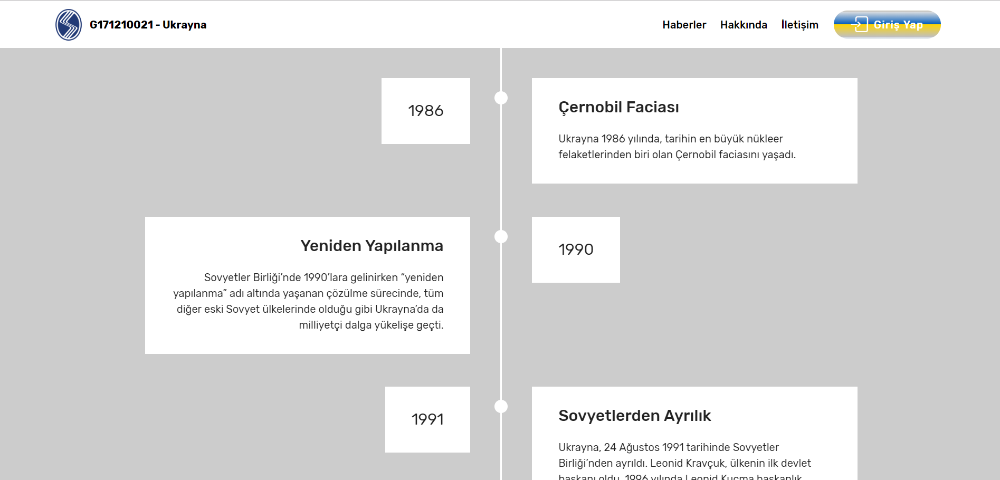 G171210021 - Ukrayna
Haberler
Hakkında
İletişim
Giriş Yap
1986
Çernobil Faciası
Ukrayna 1986 yılında, tarihin en büyük nükleer
felaketlerinden biri olan Çernobil faciasını yaşadı.
Yeniden Yapılanma
Sovyetler Birliği’nde 1990’lara gelinirken “yeniden
yapılanma” adı altında yaşanan çözülme sürecinde, tüm
diğer eski Sovyet ülkelerinde olduğu gibi Ukrayna’da da
milliyetçi dalga yükelişe geçti.
1990
1991
Sovyetlerden Ayrılık
Ukrayna, 24 Ağustos 1991 tarihinde Sovyetler
Birliği’nden ayrıldı. Leonid Kravçuk, ülkenin ilk devlet
başkanı oldu. 1996 yılında Leonid Kuçma başkanlık